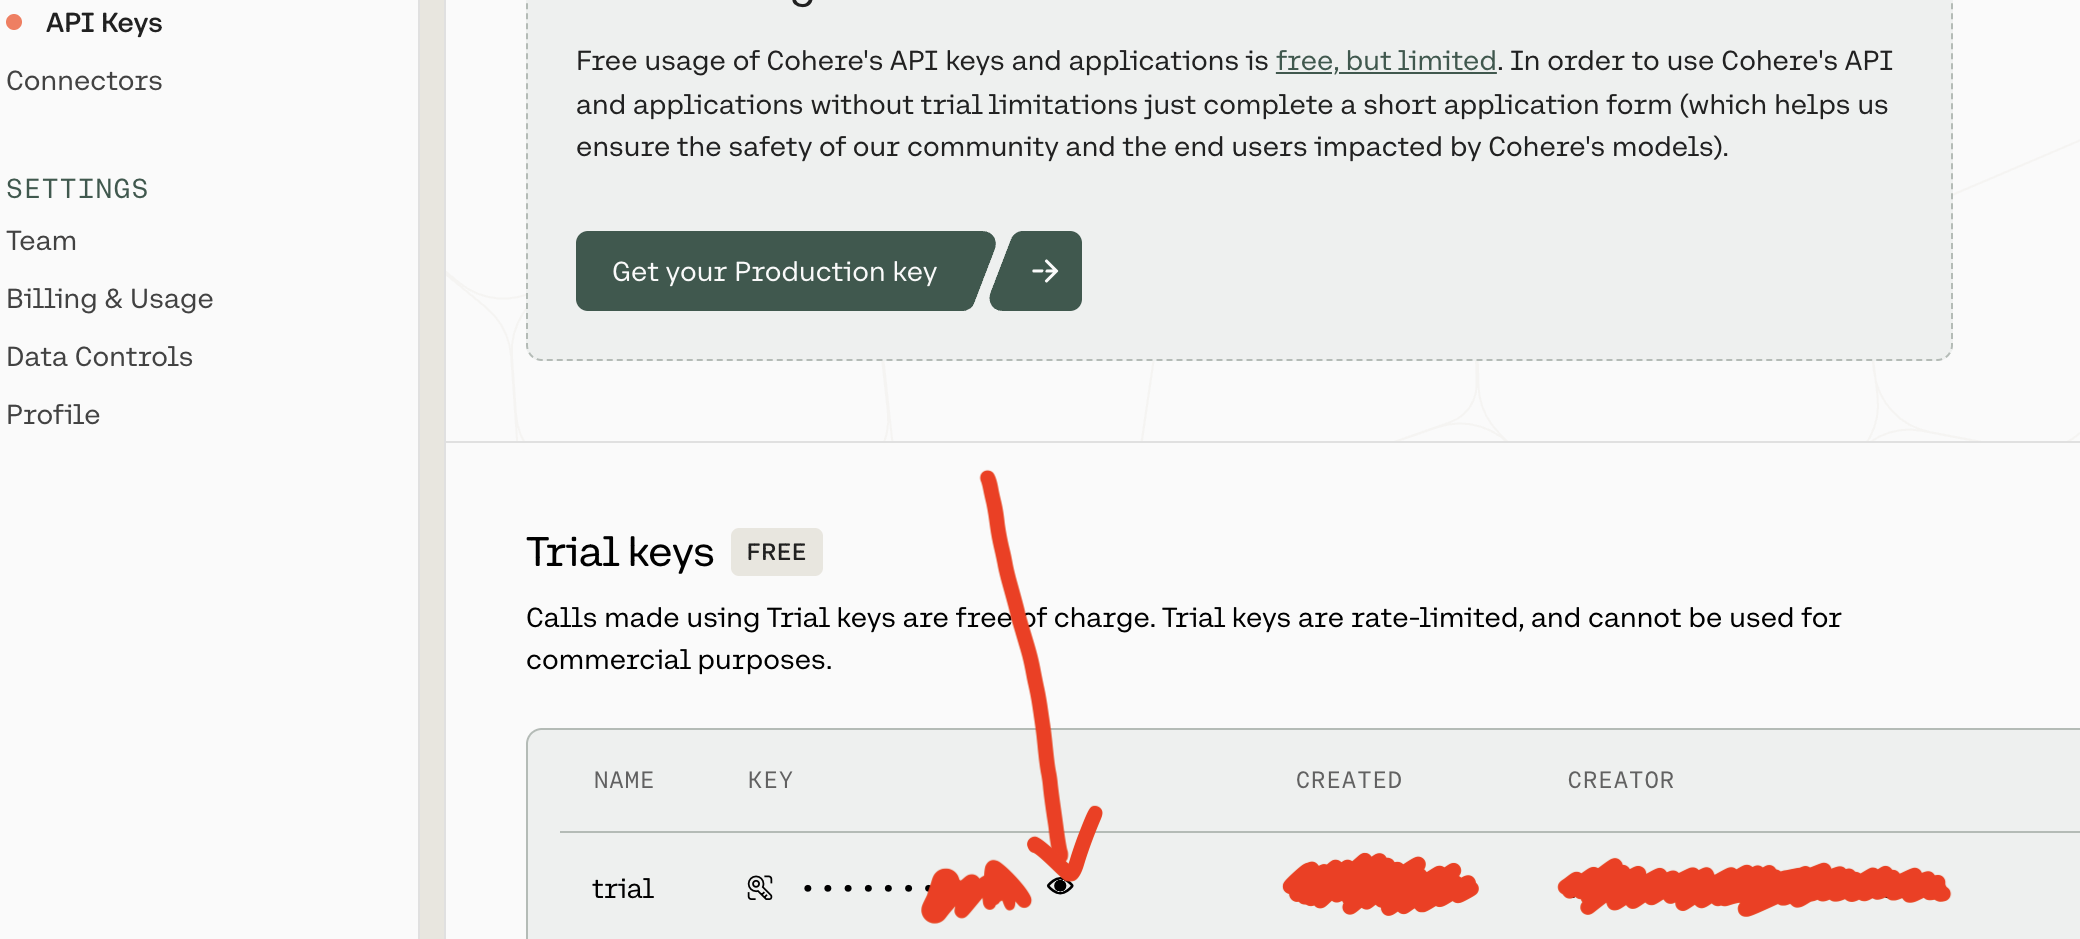 API Keys
Connectors
SETTINGS
Team
Billing & Usage
Data Controls
Profile
Free usage of Cohere's API keys and applications is free, but limited. In order to use Cohere's API
and applications without trial limitations just complete a short application form (which helps us
ensure the safety of our community and the end users impacted by Cohere's models).
Get your Production key
Trial keys FREE
Calls made using Trial keys are free of charge. Trial keys are rate-limited, and cannot be used for
commercial purposes.
NAME KEY CREATED CREATOR
trial